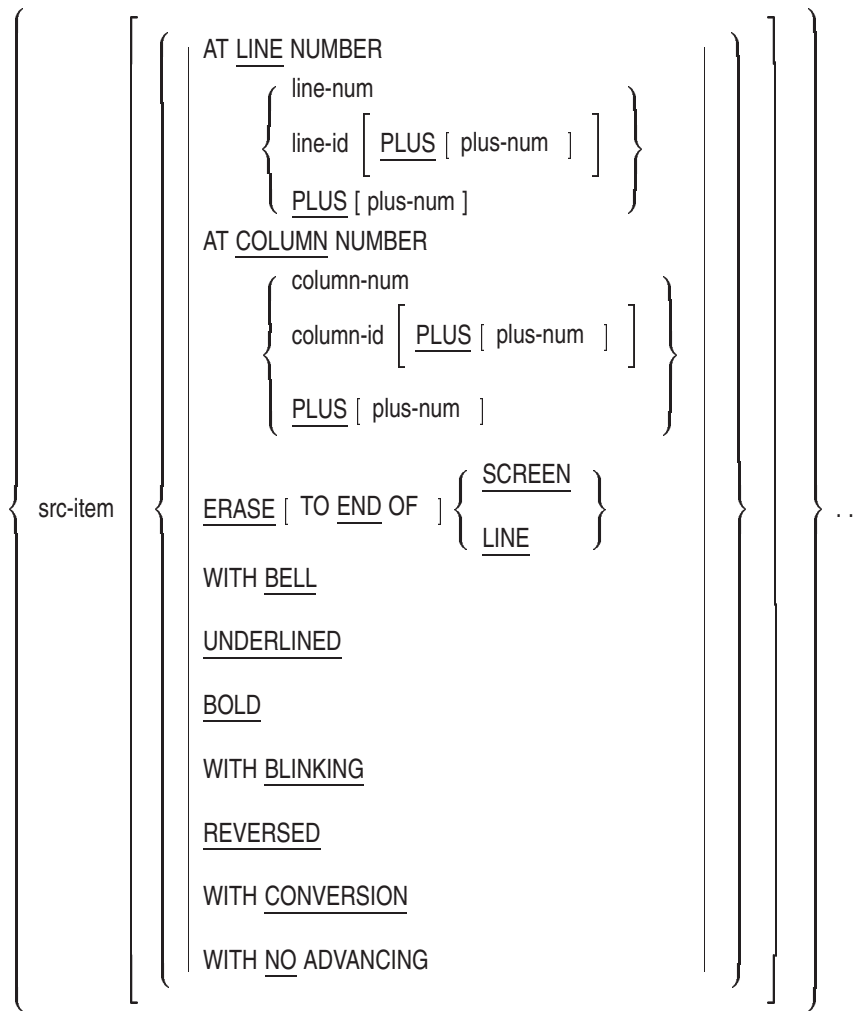 AT LINE NUMBER
line-num
line-id [ PLUS [ plus-num ] ]
PLUS [ plus-num ]
AT COLUMN NUMBER
column-num
column-id [ PLUS [ plus-num ] ]
PLUS [ plus-num ]
src-item
ERASE [ TO END OF ] { SCREEN
LINE } . .
WITH BELL
UNDERLINED
BOLD
WITH BLINKING
REVERSED
WITH CONVERSION
WITH NO ADVANCING